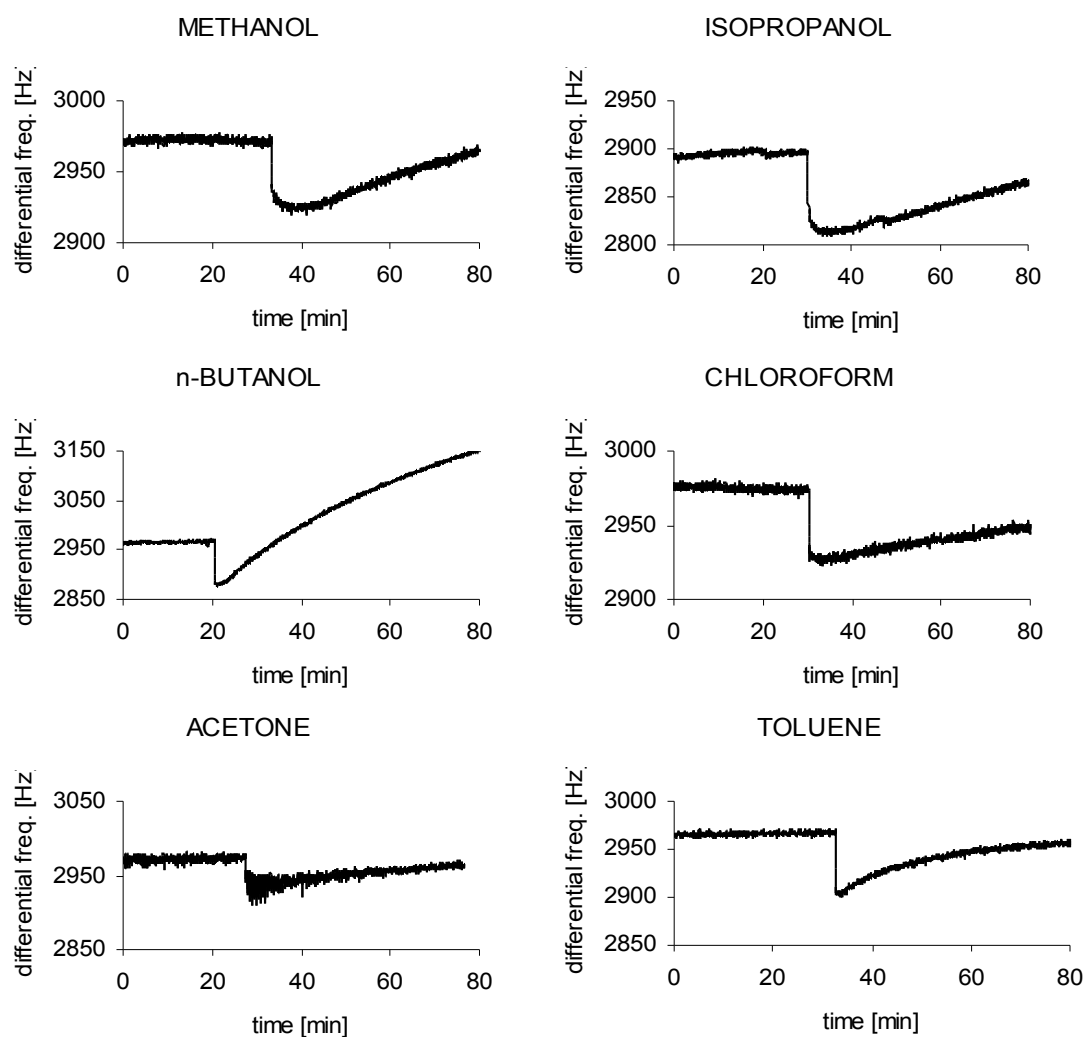 METHANOL
differential freq. [Hz]
3000
2950
2900
0 20 40 60 80
time [min]
ISOPROPANOL
differential freq. [Hz]
2950
2900
2850
2800
0 20 40 60 80
time [min]
n-BUTANOL
differential freq. [Hz]
3150
3050
2950
2850
0 20 40 60 80
time [min]
CHLOROFORM
differential freq. [Hz]
3000
2950
2900
0 20 40 60 80
time [min]
ACETONE
differential freq. [Hz]
3050
2950
2850
0 20 40 60 80
time [min]
TOLUENE
differential freq. [Hz]
3000
2950
2900
2850
0 20 40 60 80
time [min]